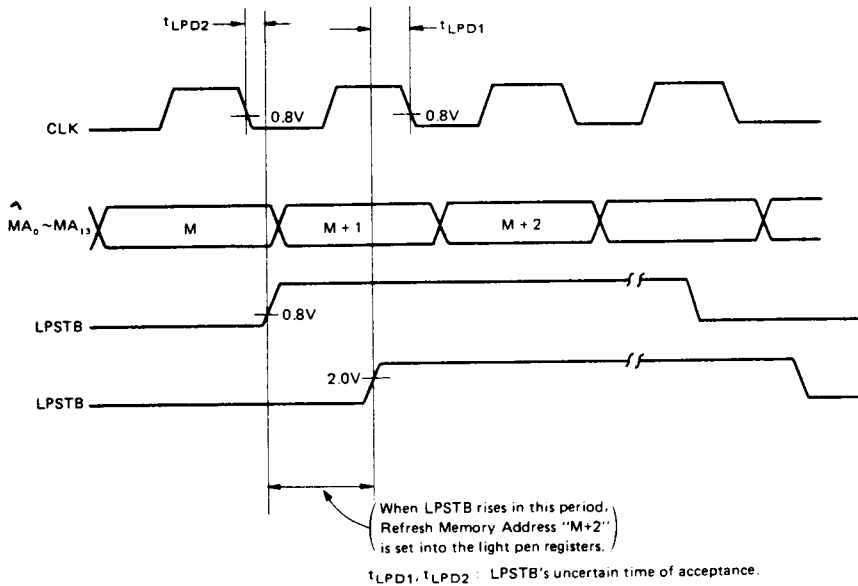 tLPD2 tLPD1
CLK 0.8V 0.8V
MA0~MA13 M M + 1 M + 2
LPSTB 0.8V
LPSTB 2.0V
(When LPSTB rises in this period,
Refresh Memory Address "M+2"
is set into the light pen registers.)
tLPD1, tLPD2 : LPSTB's uncertain time of acceptance.